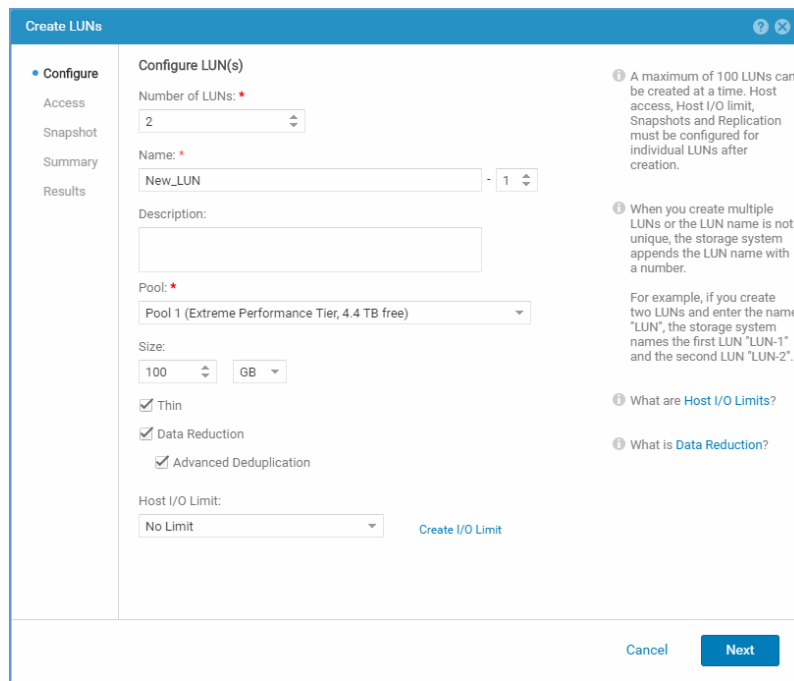 Create LUNs
Configure
Access
Snapshot
Summary
Results
Configure LUN(s)
Number of LUNs: *
2
Name: *
New_LUN - 1
Description:
Pool: *
Pool 1 (Extreme Performance Tier, 4.4 TB free)
Size:
100 GB
Thin
Data Reduction
Advanced Deduplication
Host I/O Limit:
No Limit Create I/O Limit
A maximum of 100 LUNs can
be created at a time. Host
access, Host I/O limit,
Snapshots and Replication
must be configured for
individual LUNs after
creation.
When you create multiple
LUNs or the LUN name is not
unique, the storage system
appends the LUN name with
a number.
For example, if you create
two LUNs and enter the name
"LUN", the storage system
names the first LUN "LUN-1"
and the second LUN "LUN-2".
What are Host I/O Limits?
What is Data Reduction?
Cancel Next